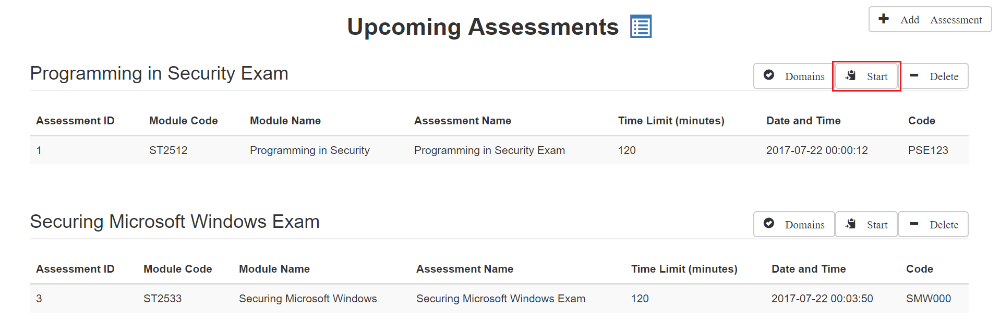 Upcoming Assessments
Add Assessment
Programming in Security Exam
Domains Start Delete
Assessment ID Module Code Module Name Assessment Name Time Limit (minutes) Date and Time Code
1 ST2512 Programming in Security Programming in Security Exam 120 2017-07-22 00:00:12 PSE123
Securing Microsoft Windows Exam
Domains Start Delete
Assessment ID Module Code Module Name Assessment Name Time Limit (minutes) Date and Time Code
3 ST2533 Securing Microsoft Windows Securing Microsoft Windows Exam 120 2017-07-22 00:03:50 SMW000